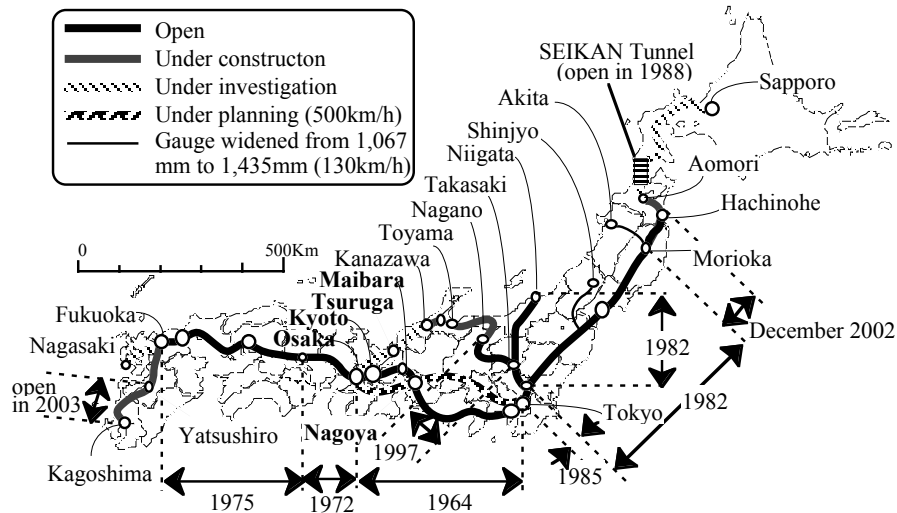 Open
Under constructon
Under investigation
Under planning (500km/h)
Gauge widened from 1,067
mm to 1,435mm (130km/h)
SEIKAN Tunnel
(open in 1988)
Sapporo
Akita
Shinjyo
Niigata
Takasaki
Nagano
Toyama
Kanazawa
Maibara
Tsuruga
Kyoto
Osaka
Aomori
Hachinohe
Morioka
0
500Km
Fukuoka
Nagasaki
open
in 2003
Kagoshima
Yatsushiro
Nagoya
Tokyo
December 2002
1982
1982
1985
1997
1975
1972
1964